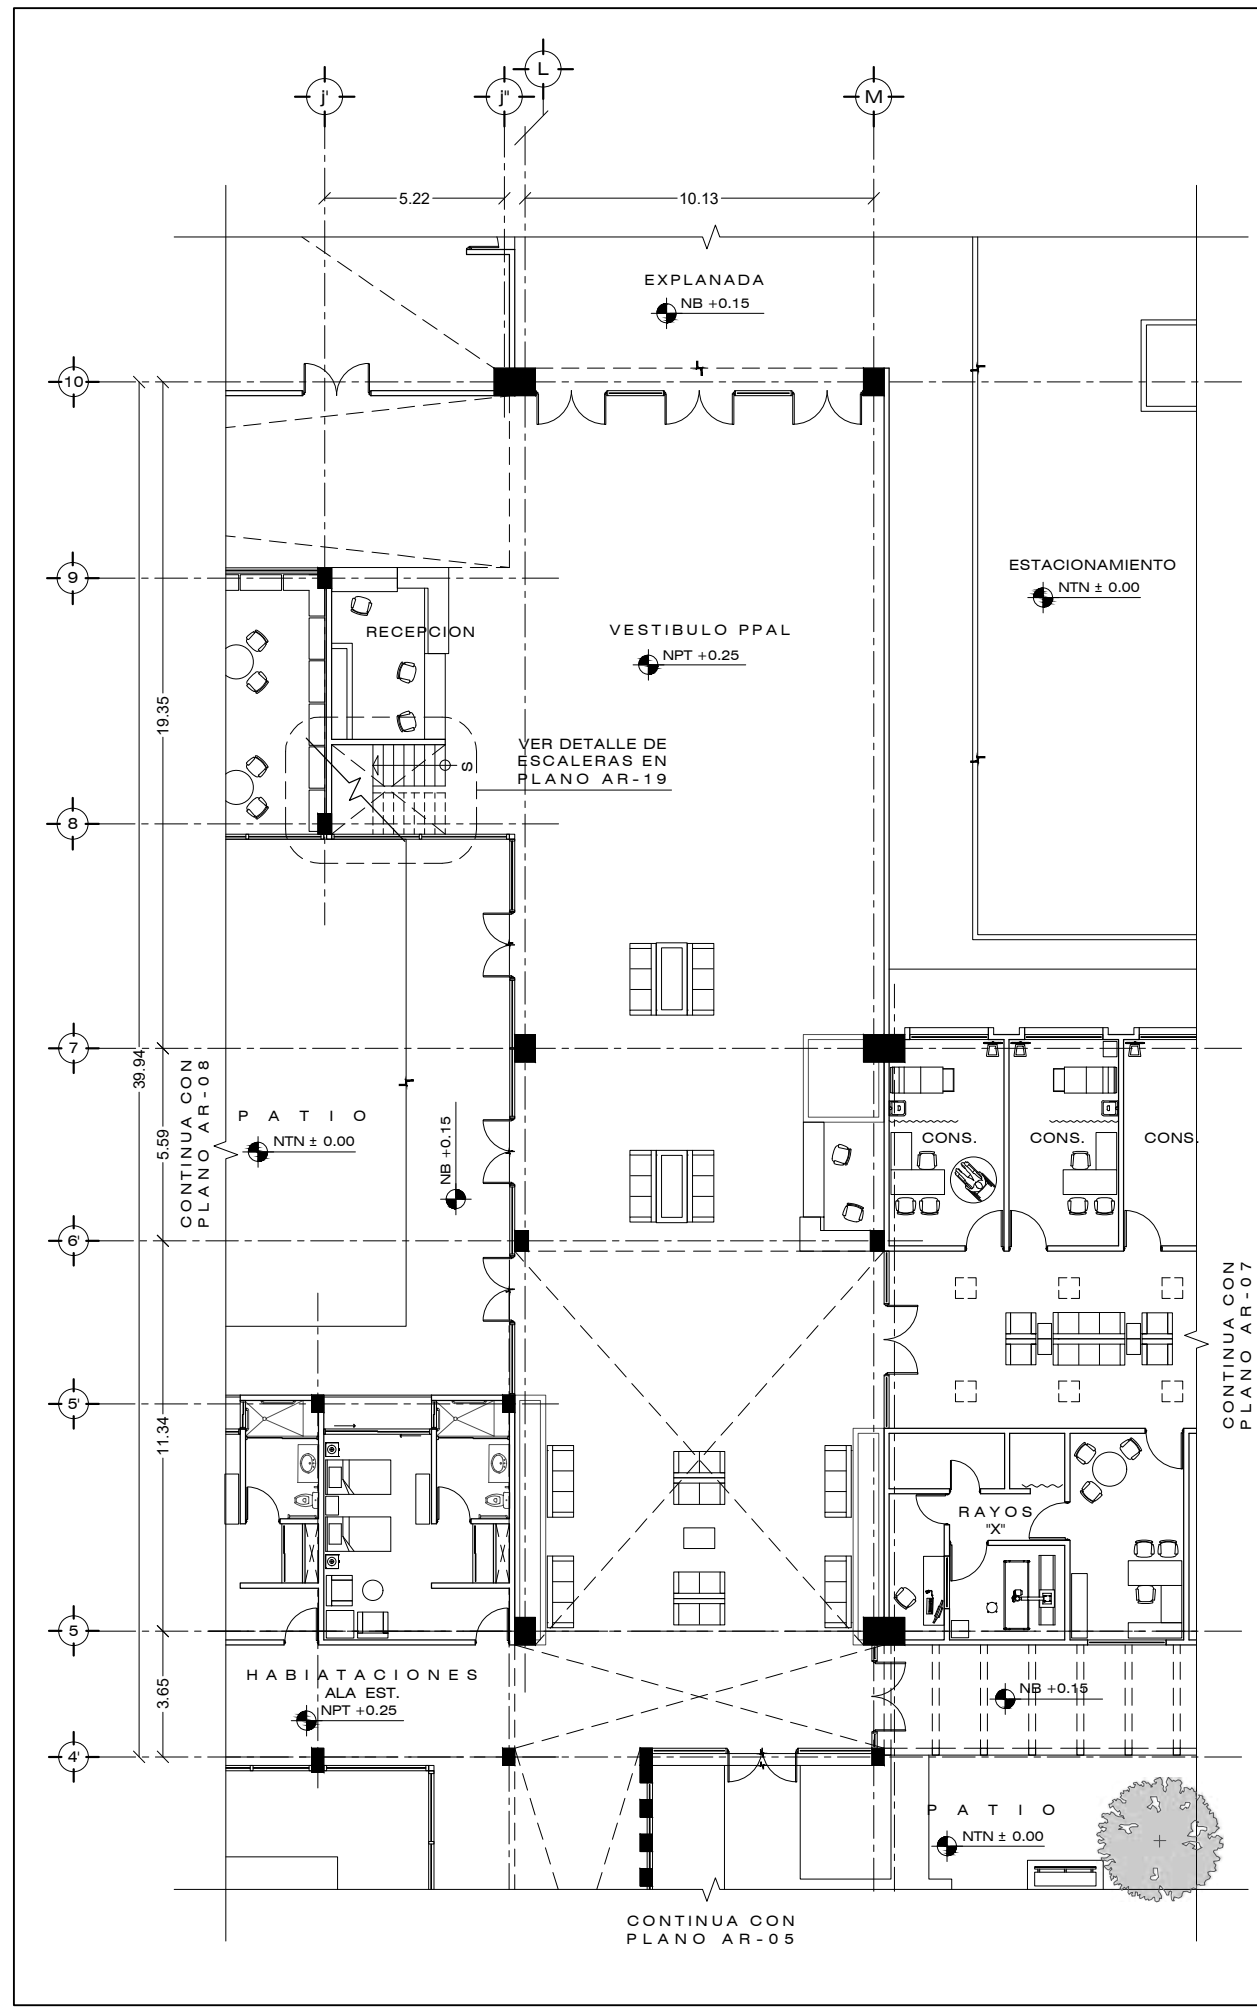 L
j'
j"
M
5.22
10.13
EXPLANADA
NB +0.15
10
ESTACIONAMIENTO
NTN ± 0.00
9
RECEPCION
VESTIBULO PPAL
NPT +0.25
19.35
VER DETALLE DE
ESCALERAS EN
PLANO AR-19
S
8
7
39.94
CONTINUA CON
PLANO AR-08
5.59
PATIO
NTN ± 0.00
NB +0.15
CONS.
CONS.
CONS.
6'
CONTINUA CON
PLANO AR-07
5'
11.34
RAYOS
"X"
5
HABIATACIONES
ALA EST.
NPT +0.25
3.65
NB +0.15
4'
PATIO
NTN ± 0.00
CONTINUA CON
PLANO AR-05